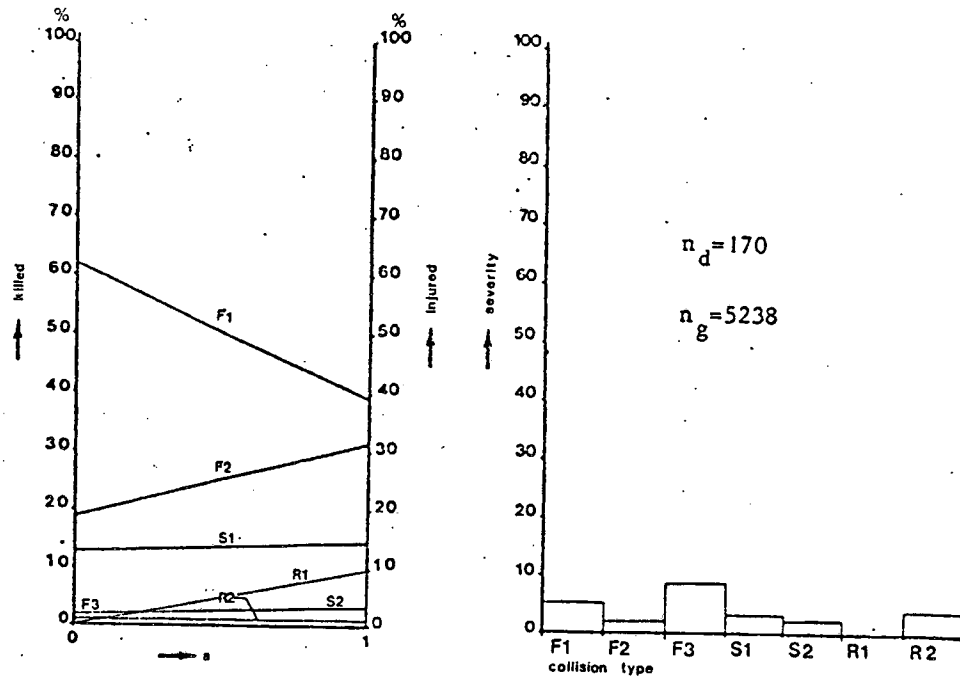 %
100
90
80
70
60
50
40
30
20
10
0
killed
F1
F2
S1
R1
F3
R2
S2
0
a
1
%
100
90
80
70
60
50
40
30
20
10
0
injured
100
90
80
70
60
50
40
30
20
10
0
severity
n_d=170
n_g=5238
F1 F2 F3 S1 S2 R1 R2
collision type